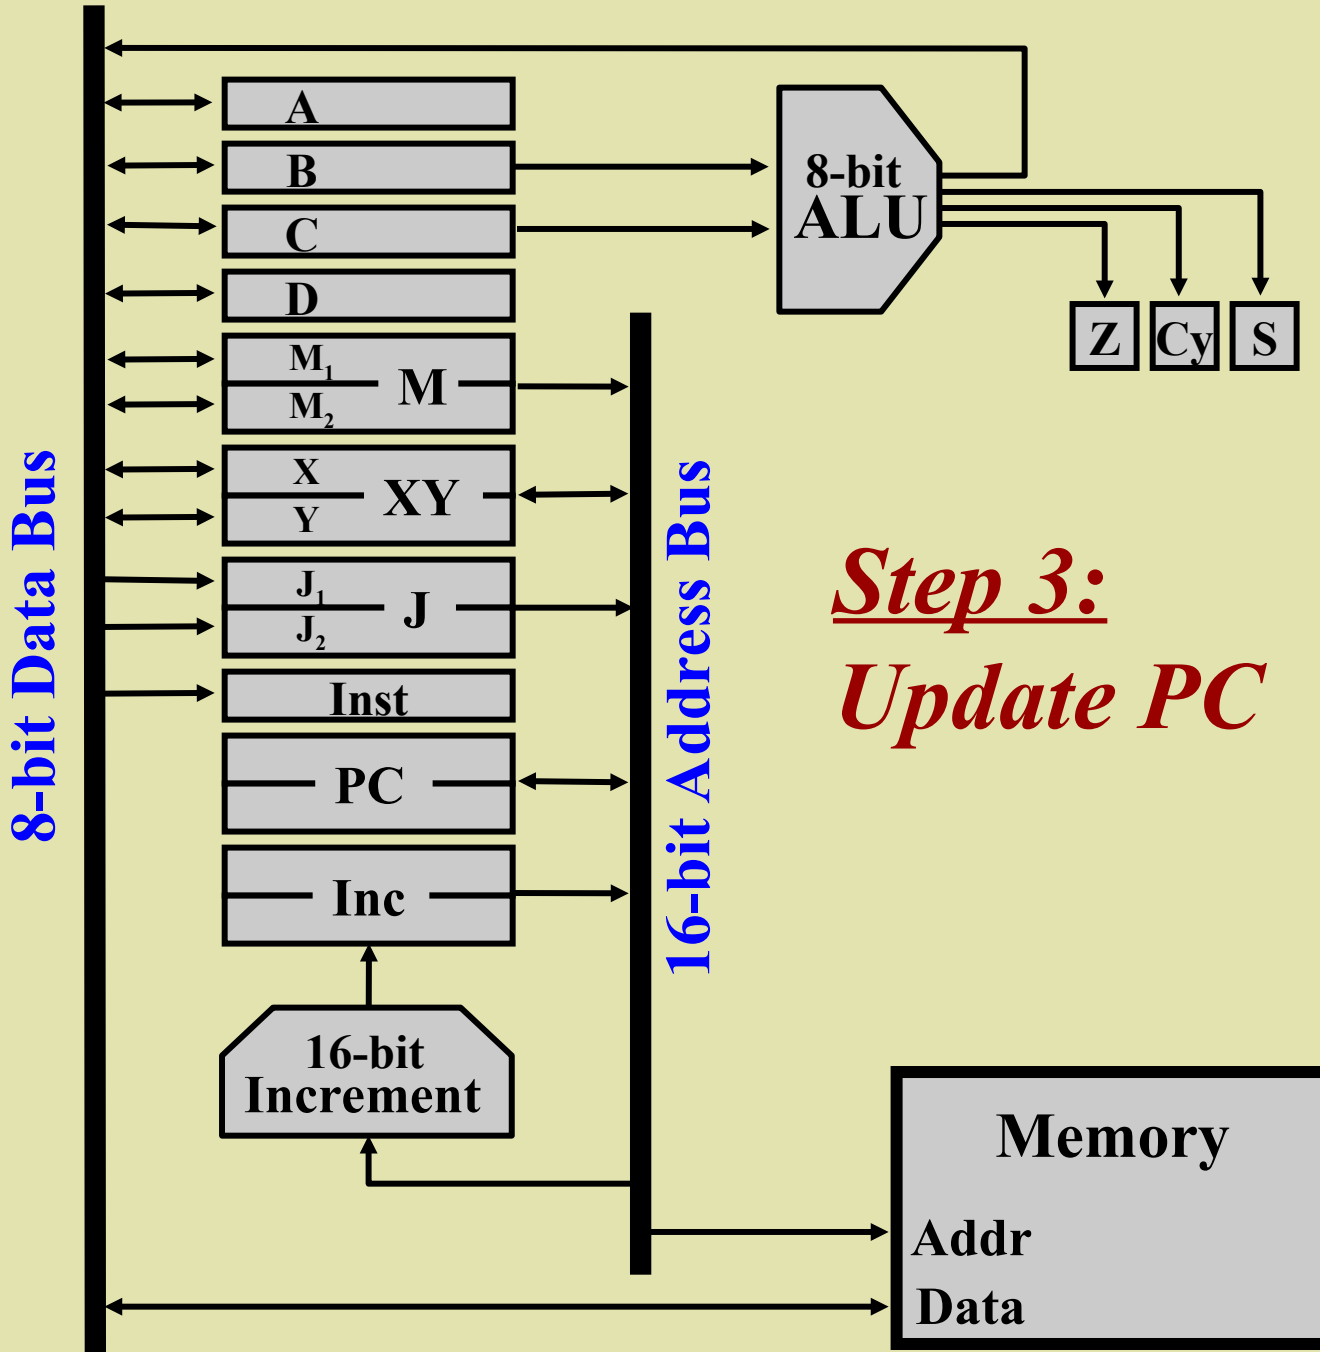 A
B
C
D
M1
M
M2
X
XY
Y
J1
J
J2
Inst
PC
Inc
16-bit
Increment
8-bit Data Bus
16-bit Address Bus
8-bit
ALU
Z
Cy
S
Step 3:
Update PC
Memory
Addr
Data